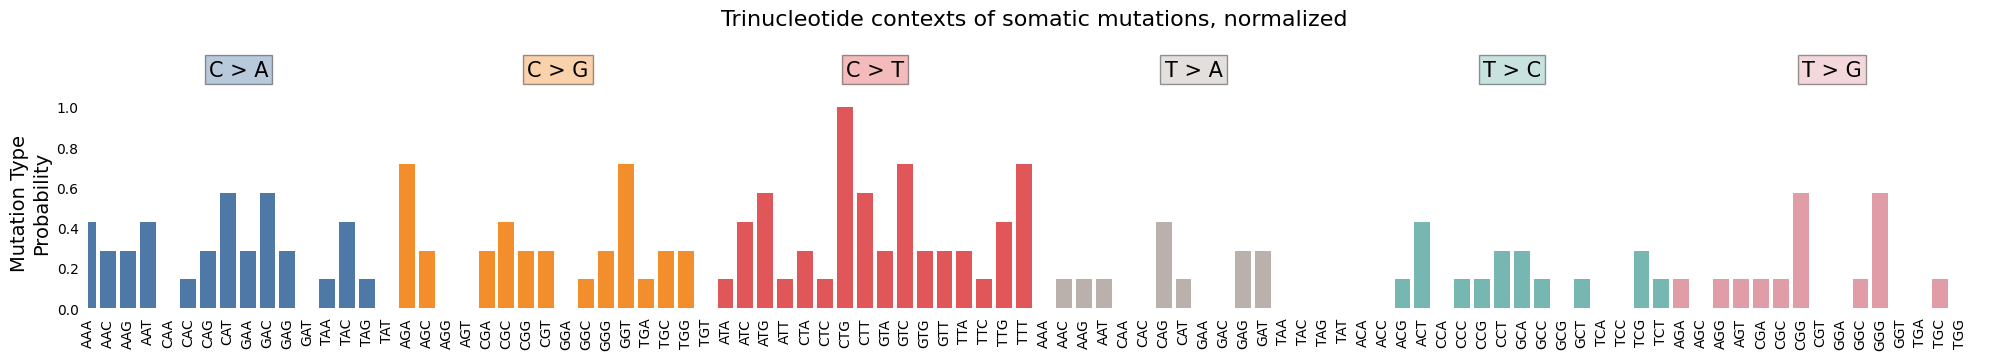 Trinucleotide contexts of somatic mutations, normalized
C > A
C > G
C > T
T > A
T > C
T > G
Mutation Type
Probability
1.0
0.8
0.6
0.4
0.2
0.0
AAA
AAC
AAG
AAT
CAA
CAC
CAG
CAT
GAA
GAC
GAG
GAT
TAA
TAC
TAG
TAT
AGA
AGC
AGG
AGT
CGA
CGC
CGG
CGT
GGA
GGC
GGG
GGT
TGA
TGC
TGG
TGT
ATA
ATC
ATG
ATT
CTA
CTC
CTG
CTT
GTA
GTC
GTG
GTT
TTA
TTC
TTG
TTT
AAA
AAC
AAG
AAT
CAA
CAC
CAG
CAT
GAA
GAC
GAG
GAT
TAA
TAC
TAG
TAT
ACA
ACC
ACG
ACT
CCA
CCC
CCG
CCT
GCA
GCC
GCG
GCT
TCA
TCC
TCG
TCT
AGA
AGC
AGG
AGT
CGA
CGC
CGG
CGT
GGA
GGC
GGG
GGT
TGA
TGC
TGG